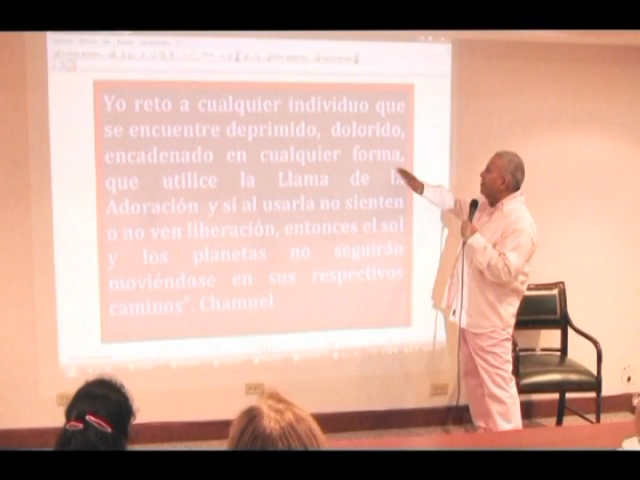 Yo reto a cualquier individuo que
se encuentre deprimido, dolorido,
encadenado en cualquier forma,
que utilice la Llama de la
Adoración y si al usarla no sienten
o no ven liberación, entonces el sol
y los planetas no seguirán
moviéndose en sus respectivos
caminos". Chamuel